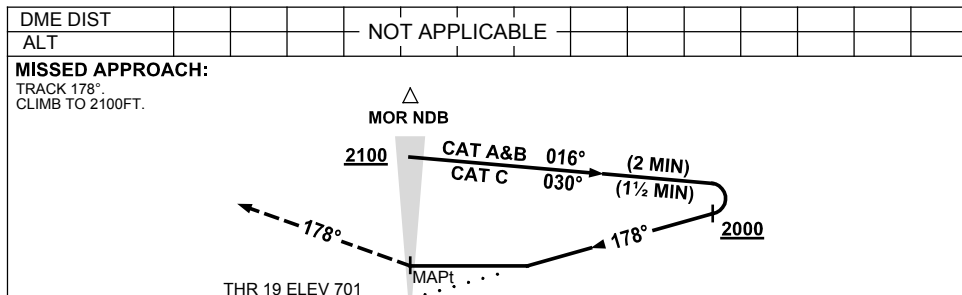 DME DIST
ALT
NOT APPLICABLE
MISSED APPROACH:
TRACK 178°.
CLIMB TO 2100FT.
MOR NDB
2100
CAT A&B 016° (2 MIN)
CAT C 030° (1½ MIN)
178°
178°
2000
MAPt
THR 19 ELEV 701